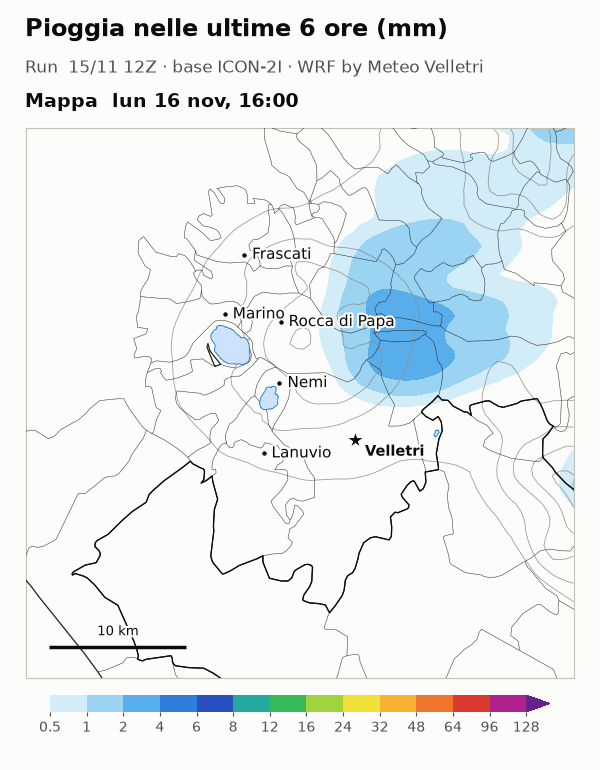 Pioggia nelle ultime 6 ore (mm)
Run  15/11 12Z · base ICON-2I · WRF by Meteo Velletri
Mappa  lun 16 nov, 16:00
Frascati
Marino
Rocca di Papa
Nemi
Velletri
Lanuvio
10 km
0.5 1 2 4 6 8 12 16 24 32 48 64 96 128